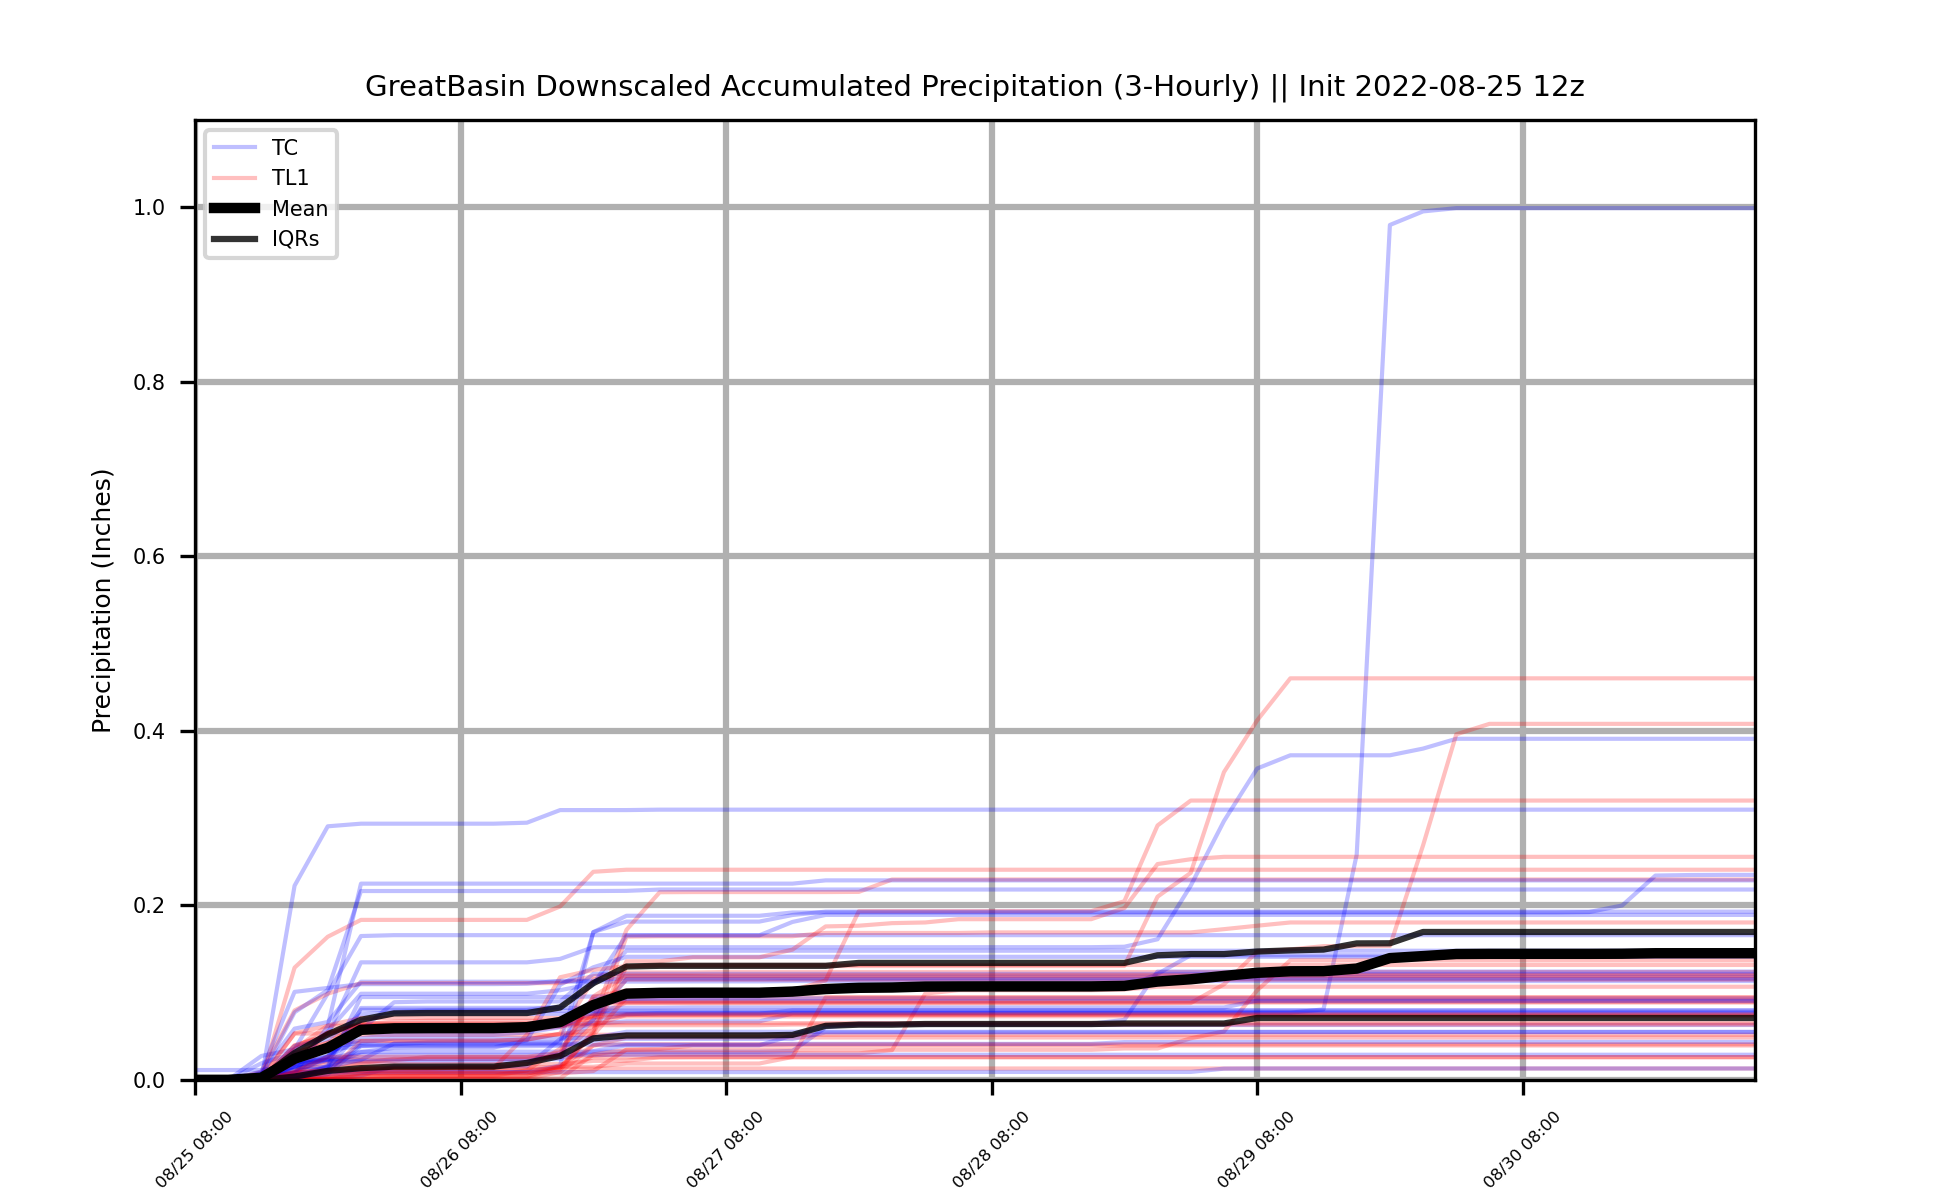 GreatBasin Downscaled Accumulated Precipitation (3-Hourly) || Init 2022-08-25 12z
TC
TL1
Mean
IQRs
Precipitation (Inches)
1.0
0.8
0.6
0.4
0.2
0.0
08/25 08:00
08/26 08:00
08/27 08:00
08/28 08:00
08/29 08:00
08/30 08:00